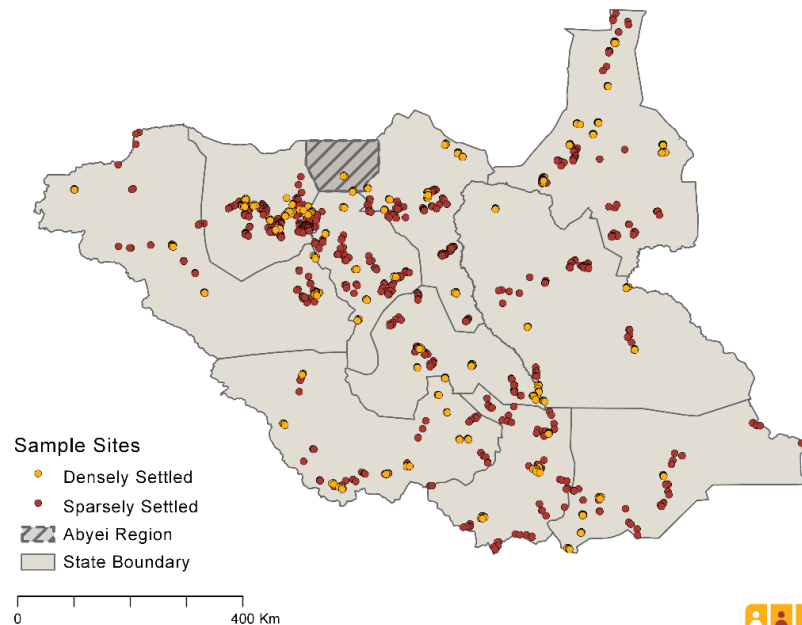 Sample Sites
Densely Settled
Sparsely Settled
Abyei Region
State Boundary
0 400 Km